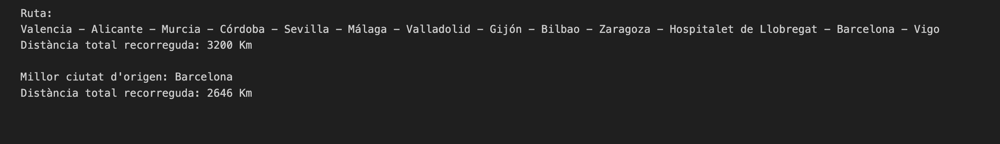 Ruta:
Valencia - Alicante - Murcia - Córdoba - Sevilla - Málaga - Valladolid - Gijón - Bilbao - Zaragoza - Hospitalet de Llobregat - Barcelona - Vigo
Distància total recorreguda: 3200 Km
Millor ciutat d'origen: Barcelona
Distància total recorreguda: 2646 Km